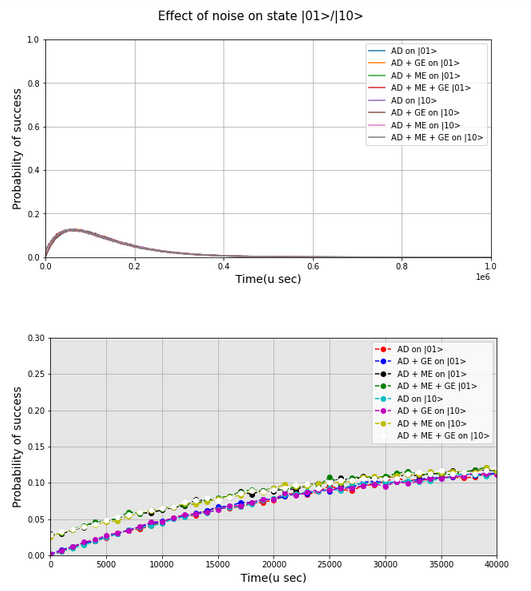 Effect of noise on state |01>/|10>
Probability of success
1.0
0.8
0.6
0.4
0.2
0.0
AD on |01>
AD + GE on |01>
AD + ME on |01>
AD + ME + GE |01>
AD on |10>
AD + GE on |10>
AD + ME on |10>
AD + ME + GE on |10>
0.0 0.2 0.4 0.6 0.8 1.0
1e6
Time(u sec)
Probability of success
0.30
0.25
0.20
0.15
0.10
0.05
0.00
AD on |01>
AD + GE on |01>
AD + ME on |01>
AD + ME + GE |01>
AD on |10>
AD + GE on |10>
AD + ME on |10>
AD + ME + GE on |10>
0 5000 10000 15000 20000 25000 30000 35000 40000
Time(u sec)